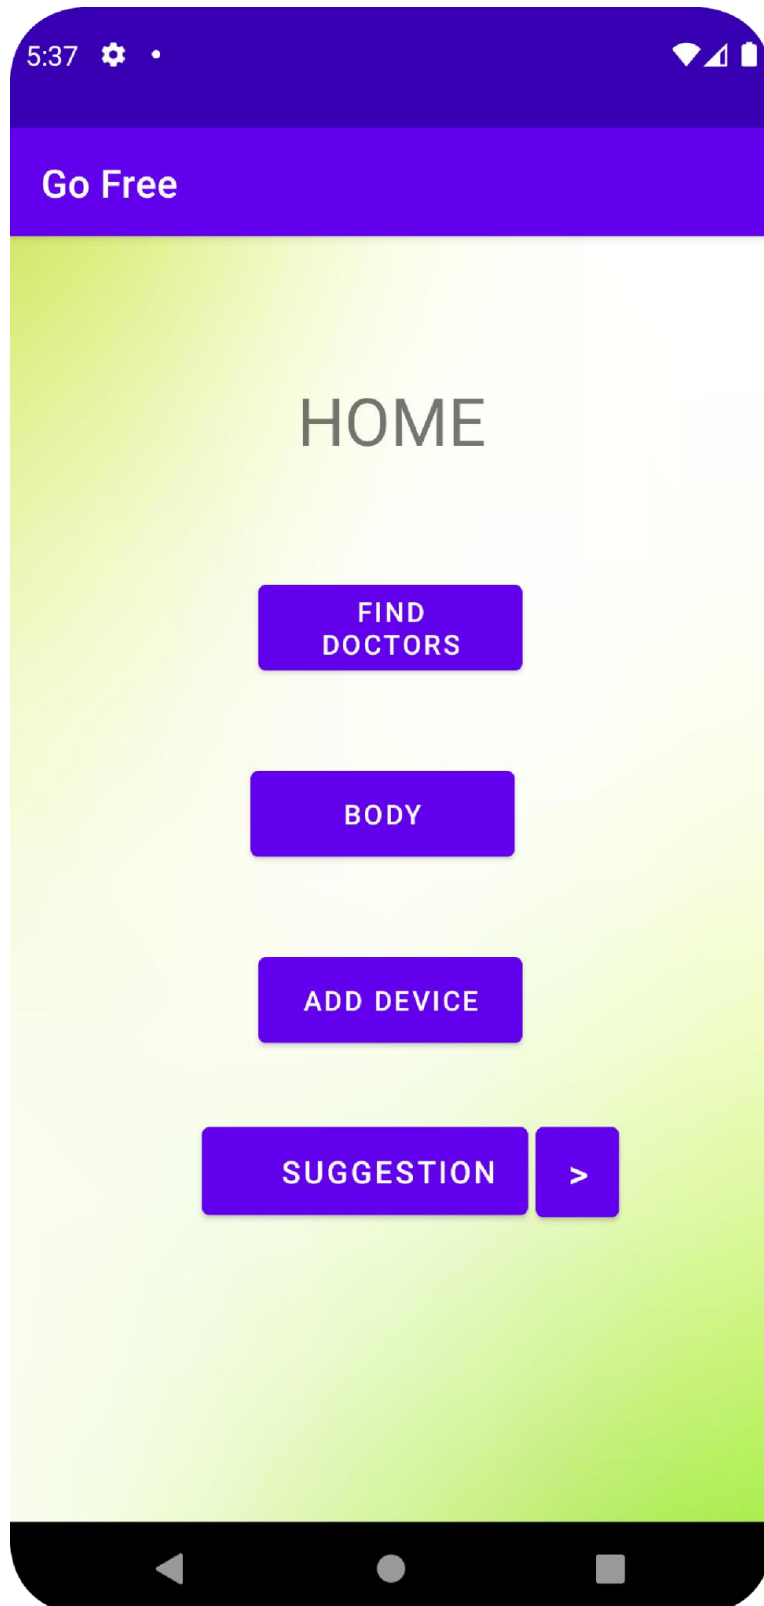 5:37
Go Free
HOME
FIND
DOCTORS
BODY
ADD DEVICE
SUGGESTION >